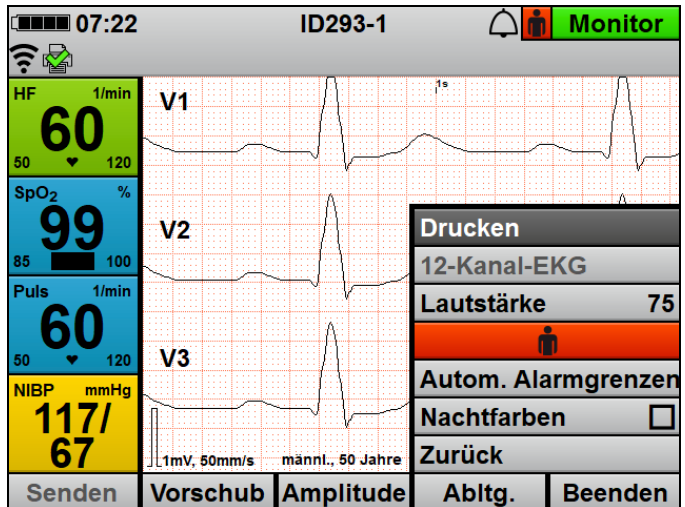 07:22 ID293-1 Monitor
HF 1/min
60
50 120
SpO2 %
99
85 100
Puls 1/min
60
50 120
NIBP mmHg
117/
67
V1
1s
V2
V3
1mV, 50mm/s männl., 50 Jahre
Drucken
12-Kanal-EKG
Lautstärke 75
Autom. Alarmgrenzen
Nachtfarben
Zurück
Senden Vorschub Amplitude Abltg. Beenden